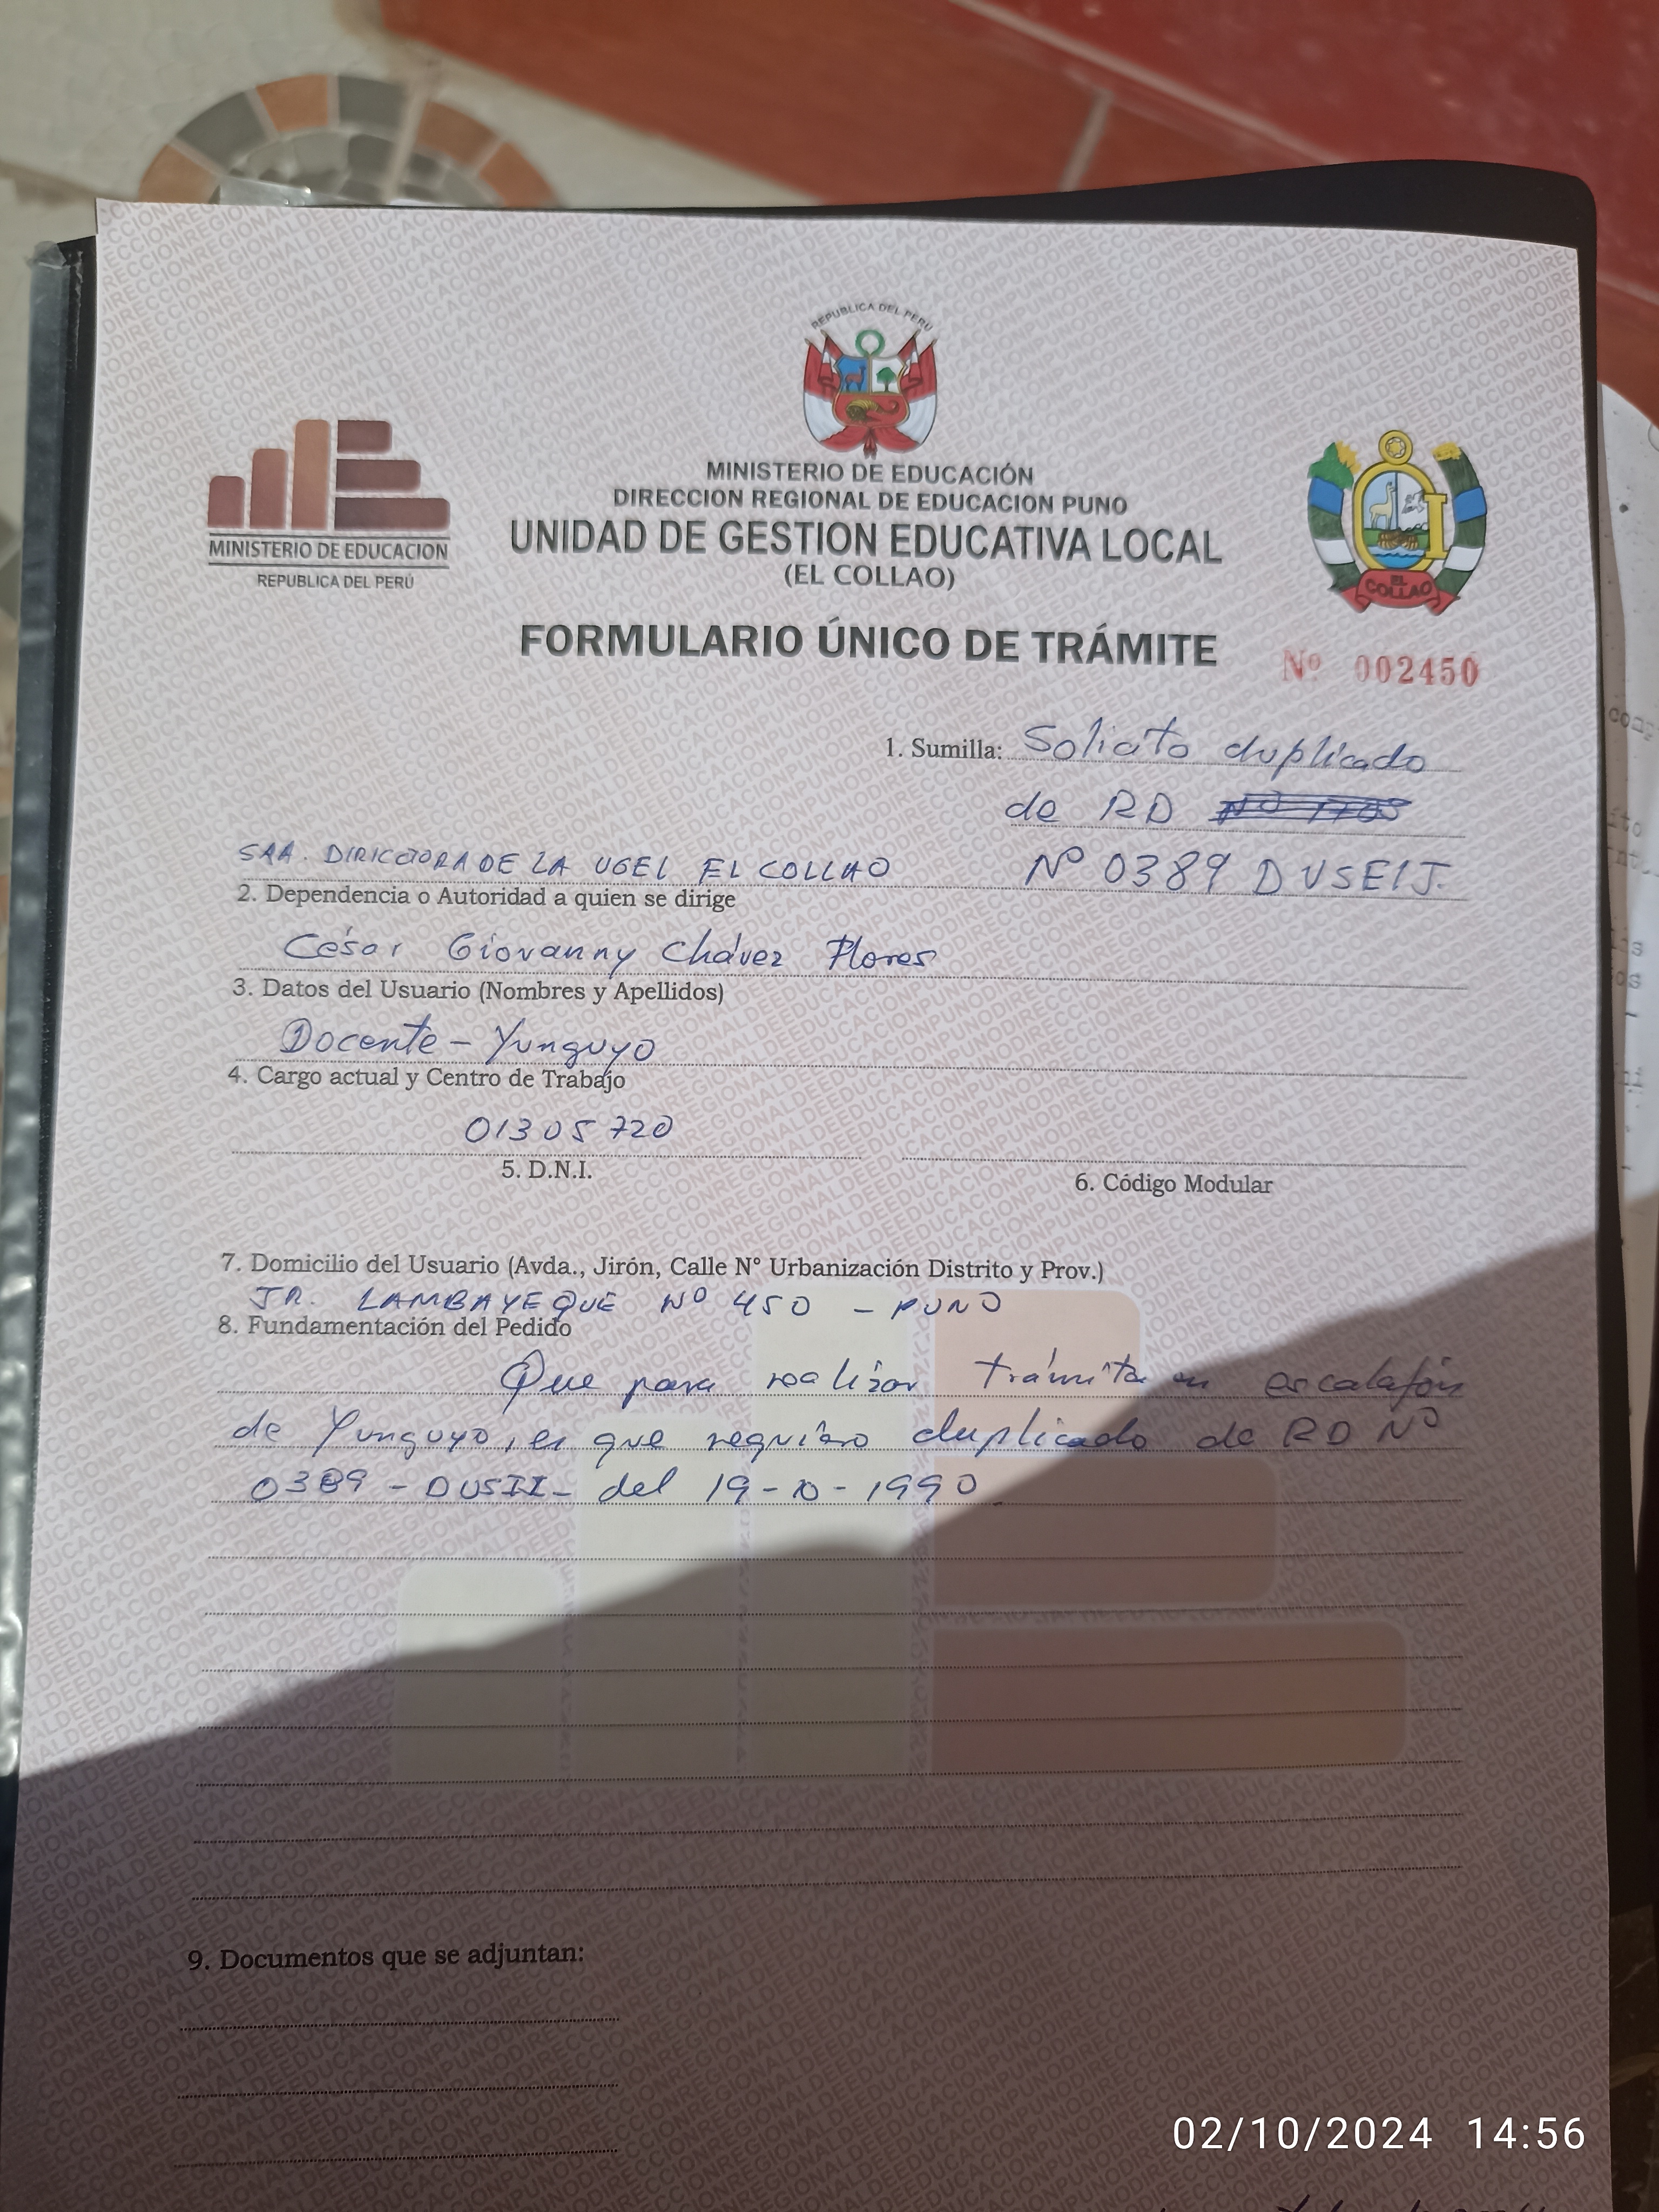 REPUBLICA DEL PERU
MINISTERIO DE EDUCACIÓN
DIRECCION REGIONAL DE EDUCACION PUNO
UNIDAD DE GESTION EDUCATIVA LOCAL
(EL COLLAO)
MINISTERIO DE EDUCACION
REPUBLICA DEL PERÚ
EL
COLLAO
FORMULARIO ÚNICO DE TRÁMITE
Nº 002450
1. Sumilla: Solicito duplicado
de RD
Nº 0389 DUSEIJ.
SRA. DIRICTORA DE LA UGEL EL COLLAO
2. Dependencia o Autoridad a quien se dirige
César Giovanny Chávez Flores
3. Datos del Usuario (Nombres y Apellidos)
Docente - Yunguyo
4. Cargo actual y Centro de Trabajo
01305720
5. D.N.I.
6. Código Modular
7. Domicilio del Usuario (Avda., Jirón, Calle N° Urbanización Distrito y Prov.)
JR. LAMBAYEQUE Nº 450 - PUNO
8. Fundamentación del Pedido
Que para realizar trámite en escalafón
de Yunguyo, es que requiero duplicado de RD Nº
0389 - DUSII - del 19-10-1990
9. Documentos que se adjuntan:
02/10/2024 14:56